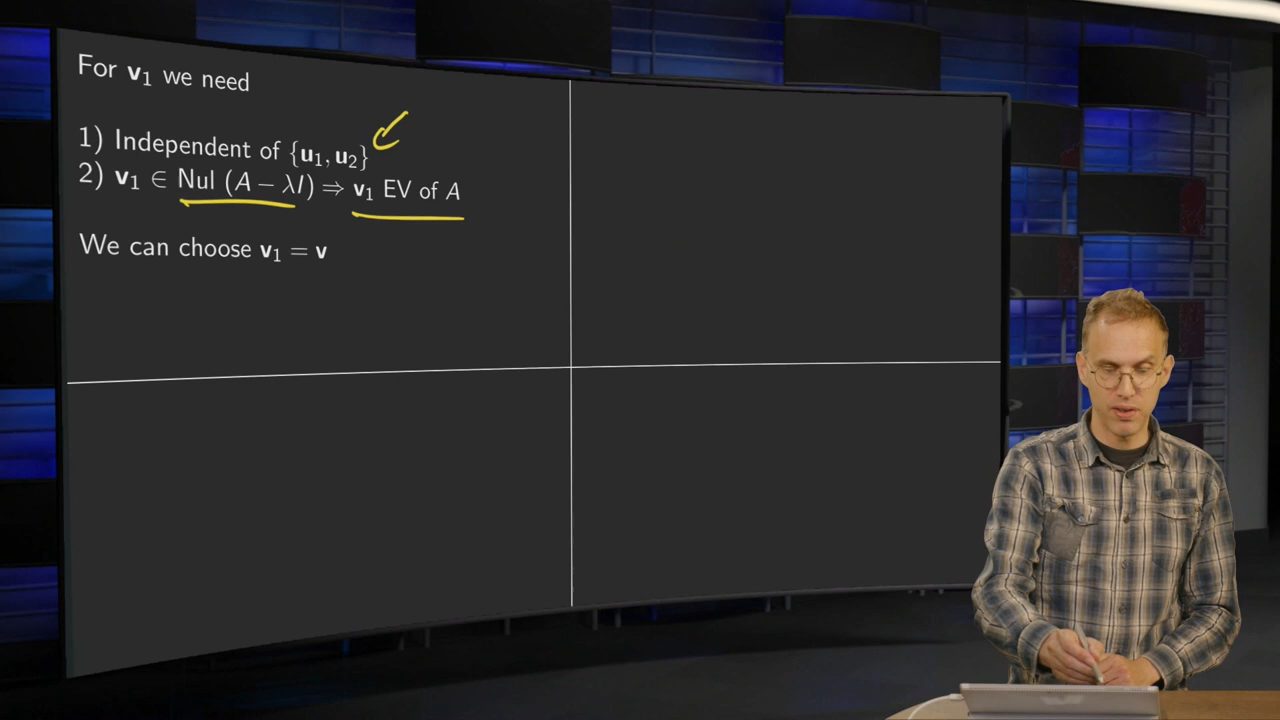 For v₁ we need
1) Independent of {u₁, u₂}
2) v₁ ∈ Nul (A − λI) ⇒ v₁ EV of A
We can choose v₁ = v